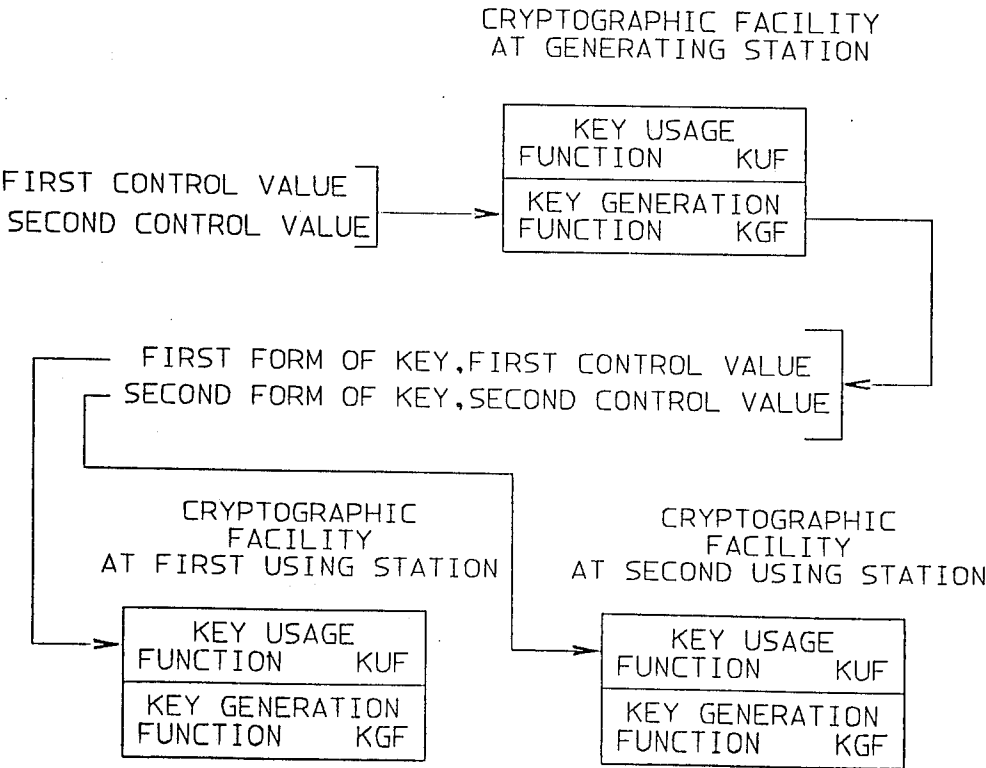 CRYPTOGRAPHIC FACILITY
AT GENERATING STATION
KEY USAGE
FUNCTION KUF
KEY GENERATION
FUNCTION KGF
FIRST CONTROL VALUE
SECOND CONTROL VALUE
FIRST FORM OF KEY,FIRST CONTROL VALUE
SECOND FORM OF KEY,SECOND CONTROL VALUE
CRYPTOGRAPHIC
FACILITY
AT FIRST USING STATION
KEY USAGE
FUNCTION KUF
KEY GENERATION
FUNCTION KGF
CRYPTOGRAPHIC
FACILITY
AT SECOND USING STATION
KEY USAGE
FUNCTION KUF
KEY GENERATION
FUNCTION KGF